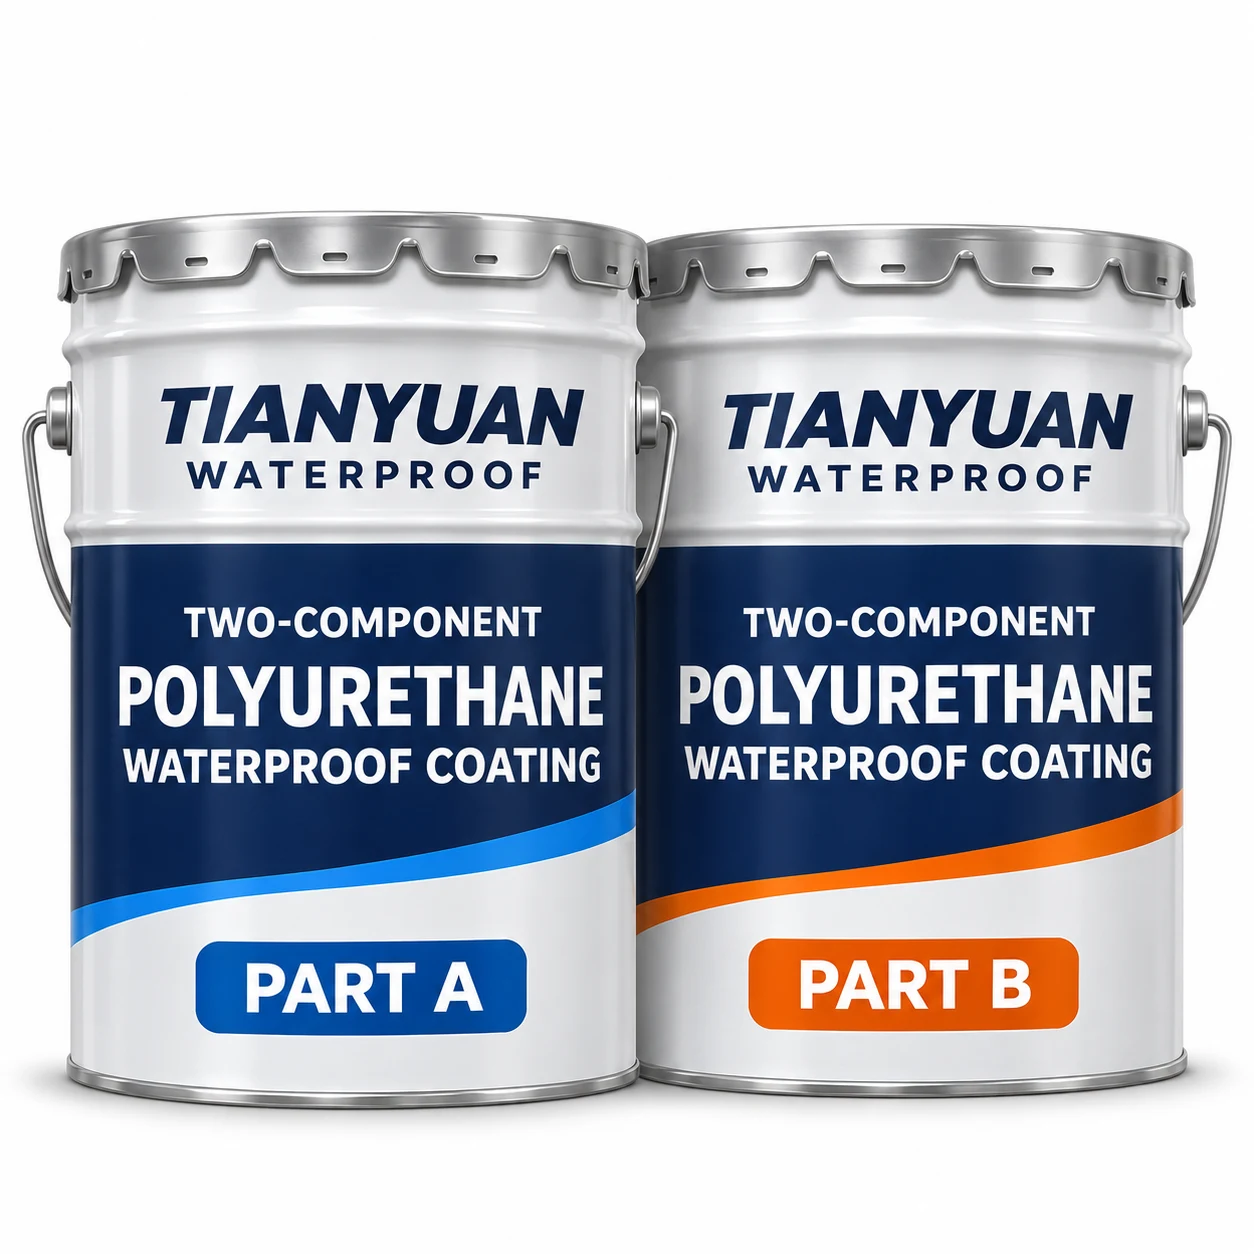 TIANYUAN
WATERPROOF
TWO-COMPONENT
POLYURETHANE
WATERPROOF COATING
PART A
TIANYUAN
WATERPROOF
TWO-COMPONENT
POLYURETHANE
WATERPROOF COATING
PART B